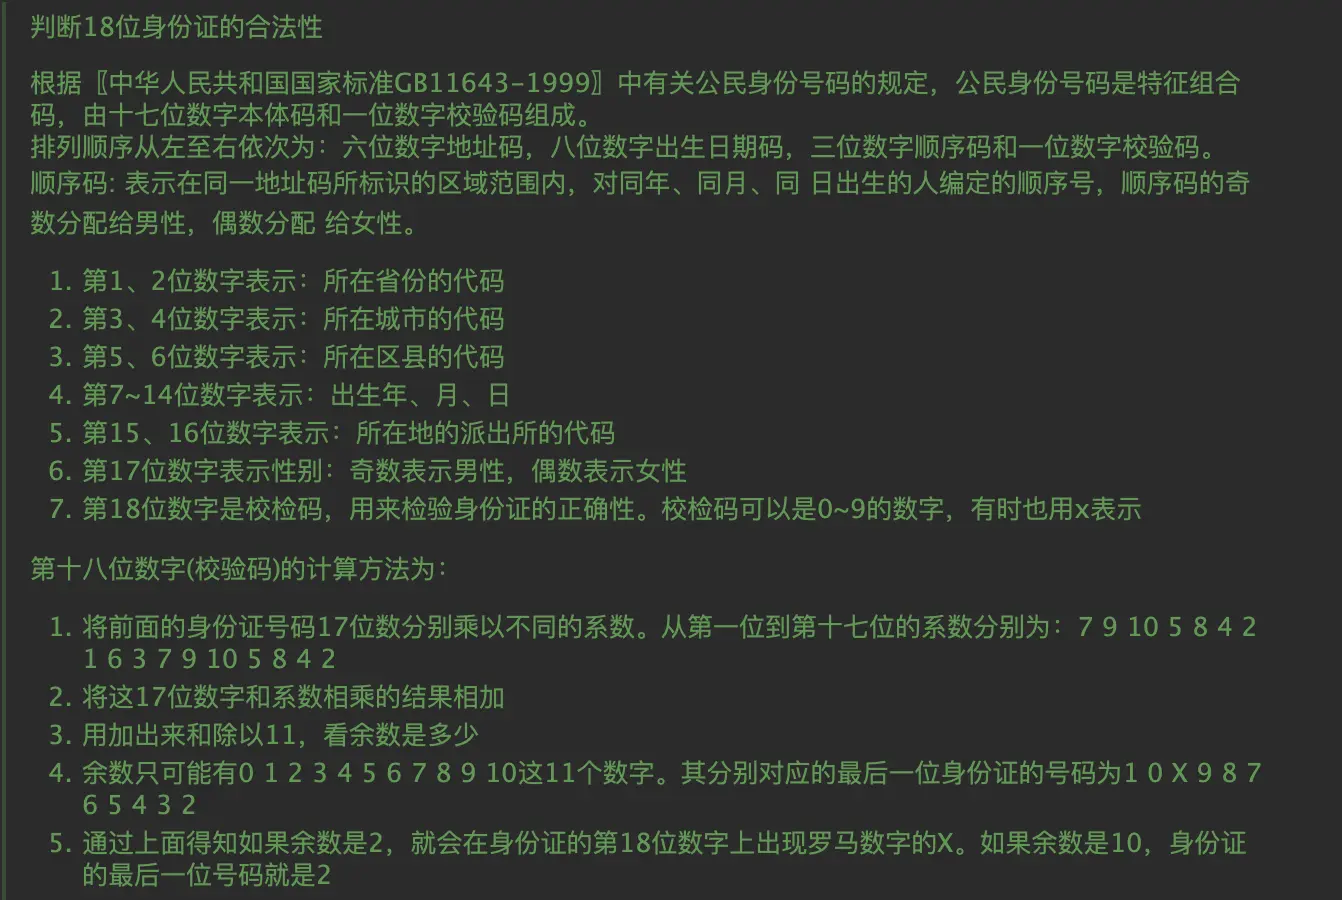 判断18位身份证的合法性
根据〖中华人民共和国国家标准GB11643-1999〗中有关公民身份号码的规定，公民身份号码是特征组合
码，由十七位数字本体码和一位数字校验码组成。
排列顺序从左至右依次为：六位数字地址码，八位数字出生日期码，三位数字顺序码和一位数字校验码。
顺序码: 表示在同一地址码所标识的区域范围内，对同年、同月、同 日出生的人编定的顺序号，顺序码的奇
数分配给男性，偶数分配 给女性。
1. 第1、2位数字表示：所在省份的代码
2. 第3、4位数字表示：所在城市的代码
3. 第5、6位数字表示：所在区县的代码
4. 第7~14位数字表示：出生年、月、日
5. 第15、16位数字表示：所在地的派出所的代码
6. 第17位数字表示性别：奇数表示男性，偶数表示女性
7. 第18位数字是校检码，用来检验身份证的正确性。校检码可以是0~9的数字，有时也用x表示
第十八位数字(校验码)的计算方法为：
1. 将前面的身份证号码17位数分别乘以不同的系数。从第一位到第十七位的系数分别为：7 9 10 5 8 4 2
1 6 3 7 9 10 5 8 4 2
2. 将这17位数字和系数相乘的结果相加
3. 用加出来和除以11，看余数是多少
4. 余数只可能有0 1 2 3 4 5 6 7 8 9 10这11个数字。其分别对应的最后一位身份证的号码为1 0 X 9 8 7
6 5 4 3 2
5. 通过上面得知如果余数是2，就会在身份证的第18位数字上出现罗马数字的X。如果余数是10，身份证
的最后一位号码就是2